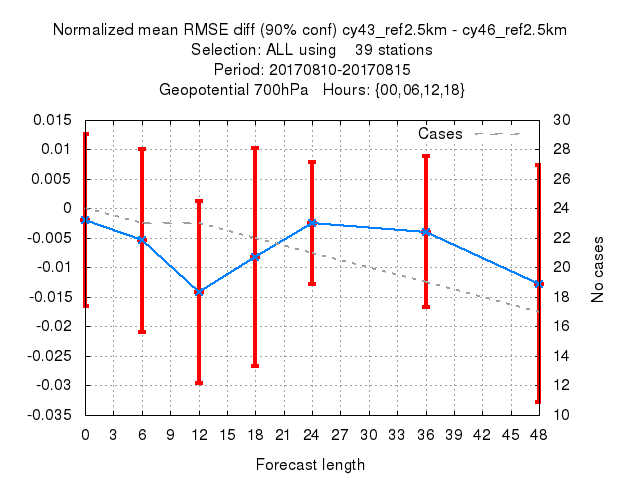 Normalized mean RMSE diff (90% conf) cy43_ref2.5km - cy46_ref2.5km
Selection: ALL using    39 stations
Period: 20170810-20170815
Geopotential 700hPa   Hours: {00,06,12,18}
Cases
0.015
0.01
0.005
0
-0.005
-0.01
-0.015
-0.02
-0.025
-0.03
-0.035
30
28
26
24
22
20
18
16
14
12
10
No cases
0 3 6 9 12 15 18 21 24 27 30 33 36 39 42 45 48
Forecast length